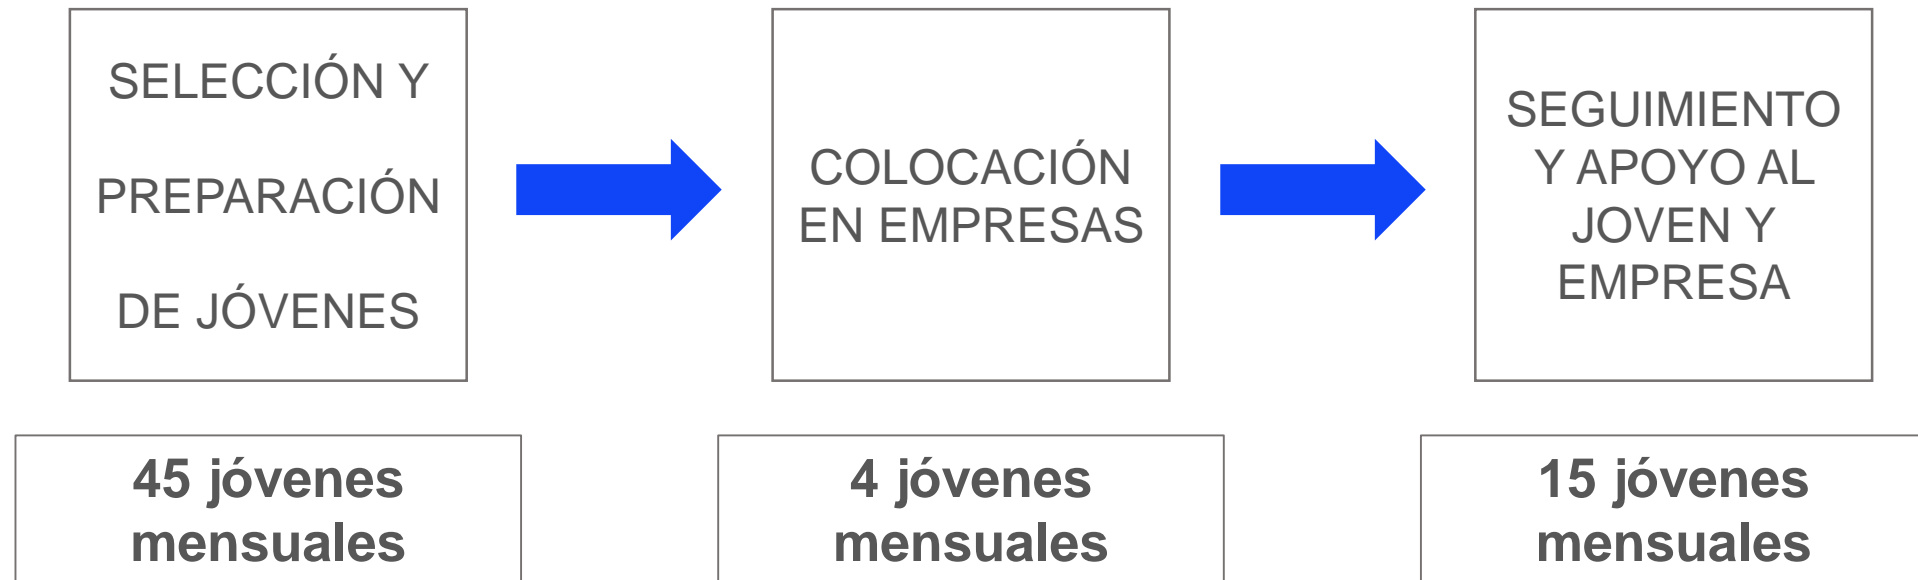 SELECCIÓN Y
PREPARACIÓN
DE JÓVENES
COLOCACIÓN
EN EMPRESAS
SEGUIMIENTO
Y APOYO AL
JOVEN Y
EMPRESA
45 jóvenes
mensuales
4 jóvenes
mensuales
15 jóvenes
mensuales